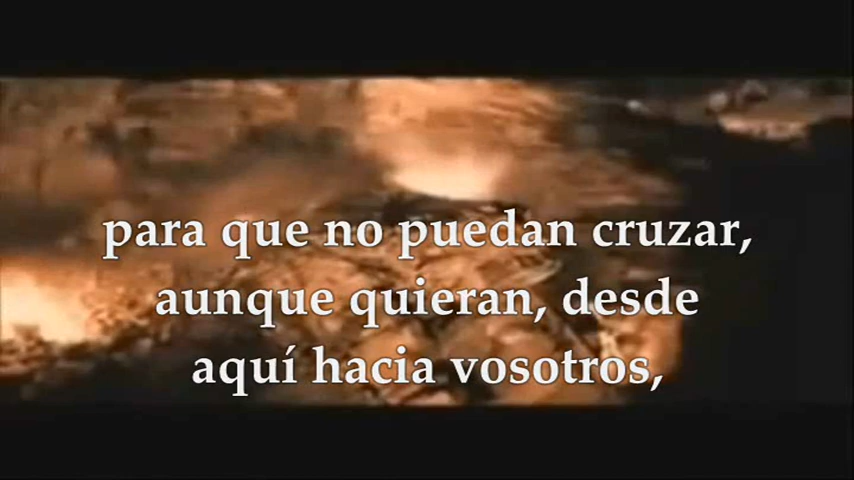 para que no puedan cruzar,
aunque quieran, desde
aquí hacia vosotros,